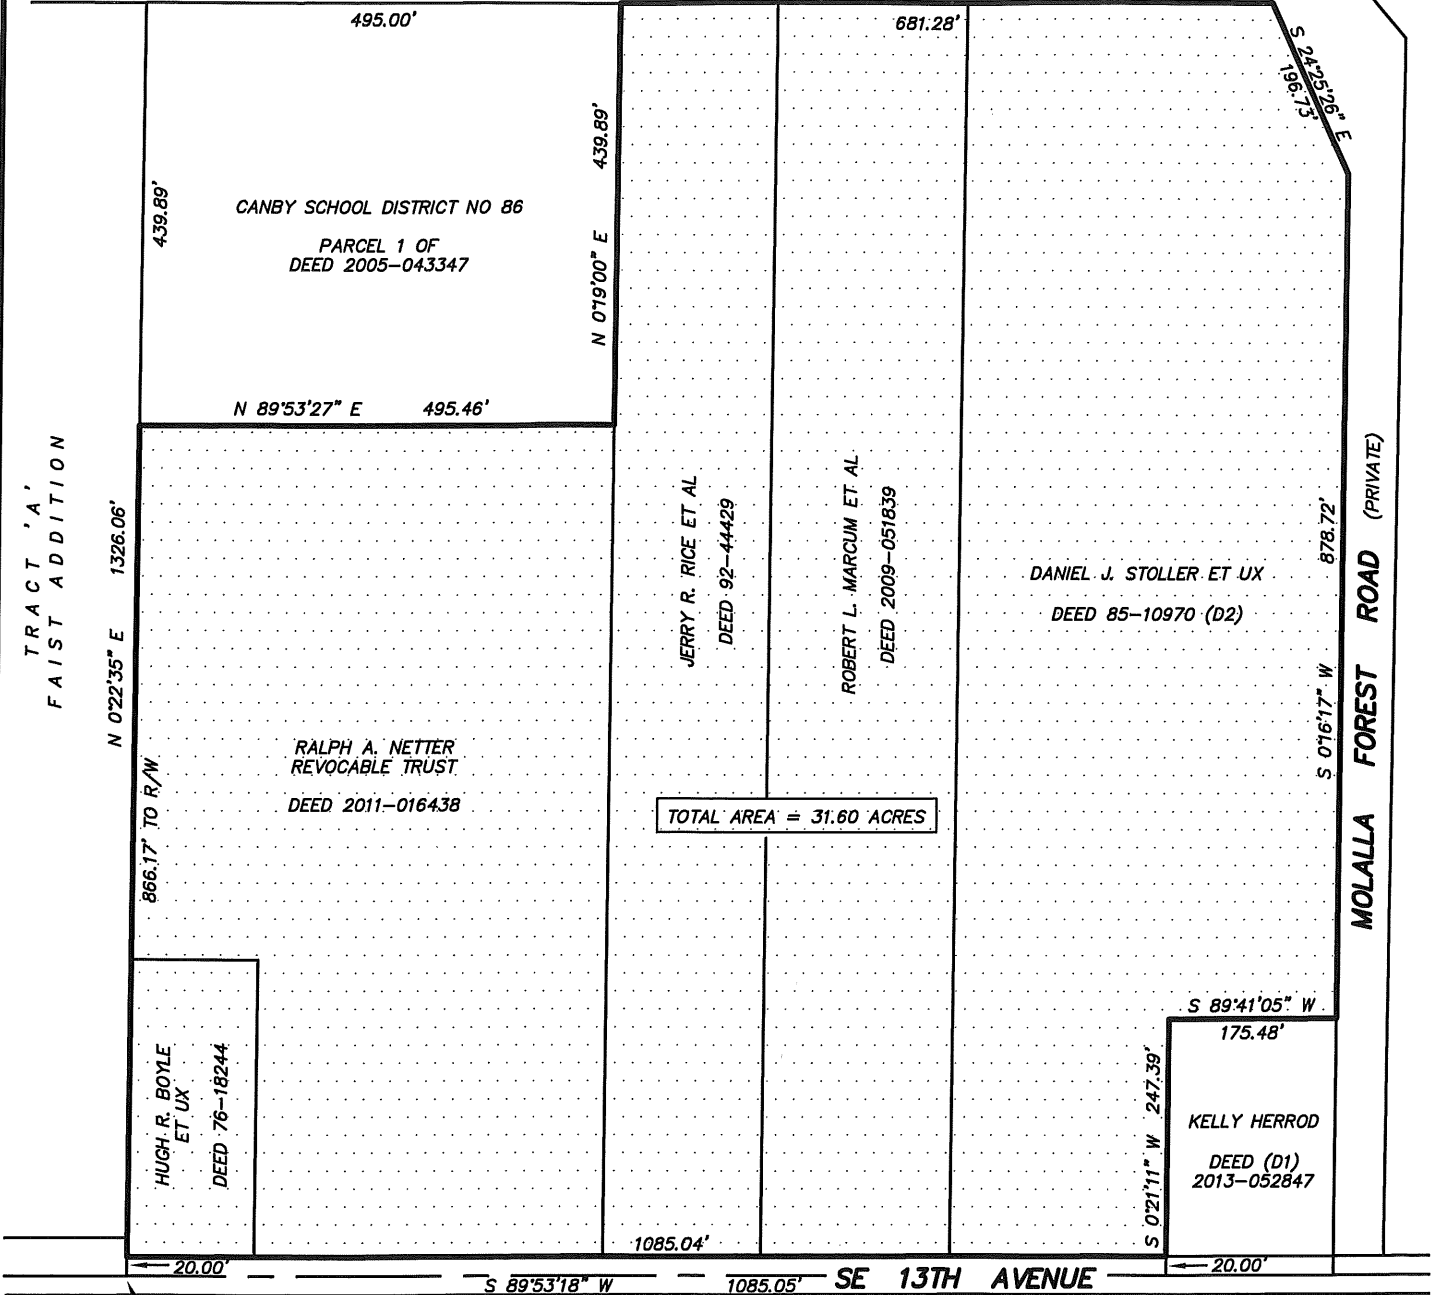 495.00'
681.28'
S 24°25'26" E
196.73'
439.89'
N 0°19'00" E 439.89'
CANBY SCHOOL DISTRICT NO 86
PARCEL 1 OF
DEED 2005-043347
N 89°53'27" E 495.46'
TRACT 'A'
FAIST ADDITION
N 0°22'35" E 1326.06'
866.17' TO R/W
JERRY R. RICE ET AL
DEED 92-44429
ROBERT L. MARCUM ET AL
DEED 2009-051839
DANIEL J. STOLLER ET UX
DEED 85-10970 (D2)
S 0°16'17" W 878.72'
MOLALLA FOREST ROAD (PRIVATE)
RALPH A. NETTER
REVOCABLE TRUST
DEED 2011-016438
TOTAL AREA = 31.60 ACRES
HUGH R. BOYLE
ET UX
DEED 76-18244
S 89°41'05" W
175.48'
S 0°21'11" W 247.39'
KELLY HERROD
DEED (D1)
2013-052847
1085.04'
20.00'
20.00'
S 89°53'18" W 1085.05'
SE 13TH AVENUE